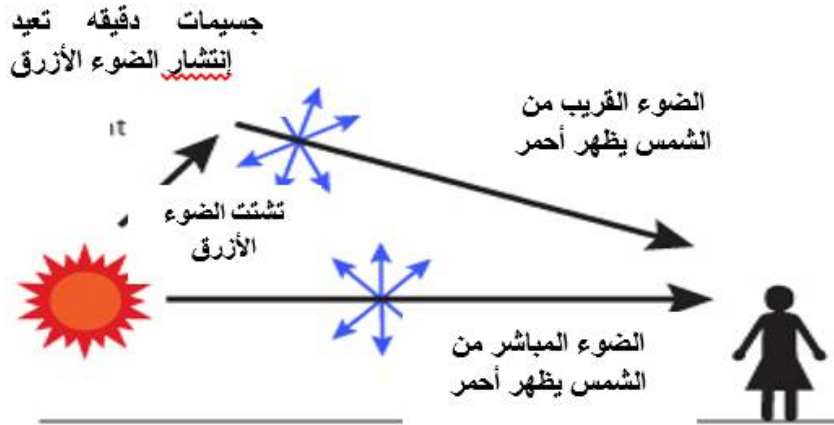 جسيمات دقيقه تعيد
إنتشار الضوء الأزرق
الضوء القريب من
الشمس يظهر أحمر
nt
تشتت الضوء
الأزرق
الضوء المباشر من
الشمس يظهر أحمر